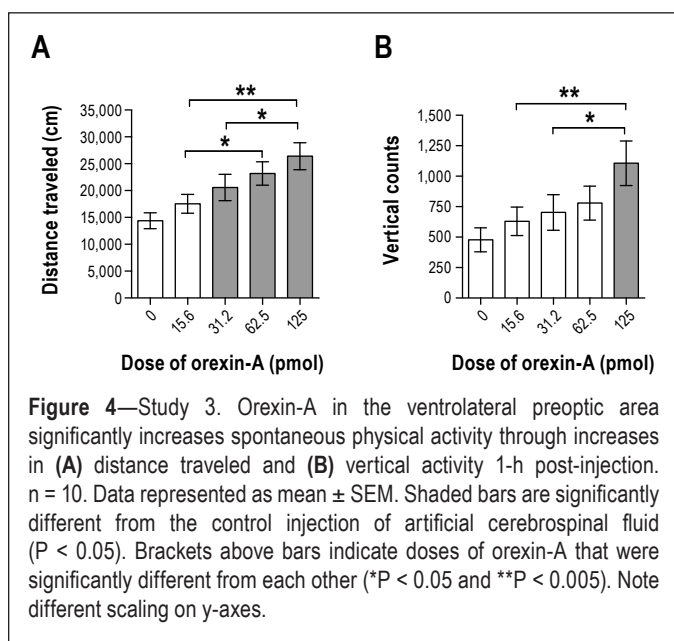 A
B
**
*
*
Distance traveled (cm)
35,000
30,000
25,000
20,000
15,000
10,000
5,000
0
0
15.6
31.2
62.5
125
Dose of orexin-A (pmol)
**
*
Vertical counts
1,500
1,250
1,000
750
500
250
0
0
15.6
31.2
62.5
125
Dose of orexin-A (pmol)
Figure 4—Study 3. Orexin-A in the ventrolateral preoptic area
significantly increases spontaneous physical activity through increases
in (A) distance traveled and (B) vertical activity 1-h post-injection.
n = 10. Data represented as mean ± SEM. Shaded bars are significantly
different from the control injection of artificial cerebrospinal fluid
(P < 0.05). Brackets above bars indicate doses of orexin-A that were
significantly different from each other (*P < 0.05 and **P < 0.005). Note
different scaling on y-axes.